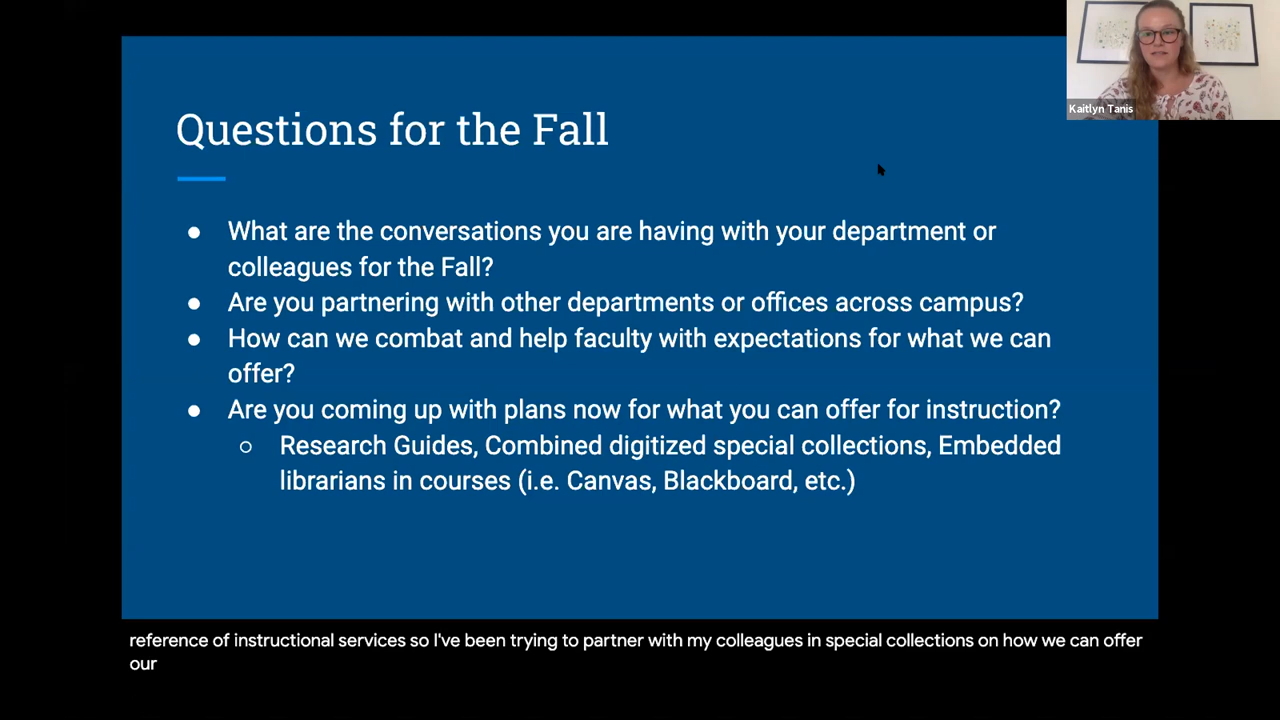 Kaitlyn Tanis
Questions for the Fall
● What are the conversations you are having with your department or
colleagues for the Fall?
● Are you partnering with other departments or offices across campus?
● How can we combat and help faculty with expectations for what we can
offer?
● Are you coming up with plans now for what you can offer for instruction?
○ Research Guides, Combined digitized special collections, Embedded
librarians in courses (i.e. Canvas, Blackboard, etc.)
reference of instructional services so I've been trying to partner with my colleagues in special collections on how we can offer
our